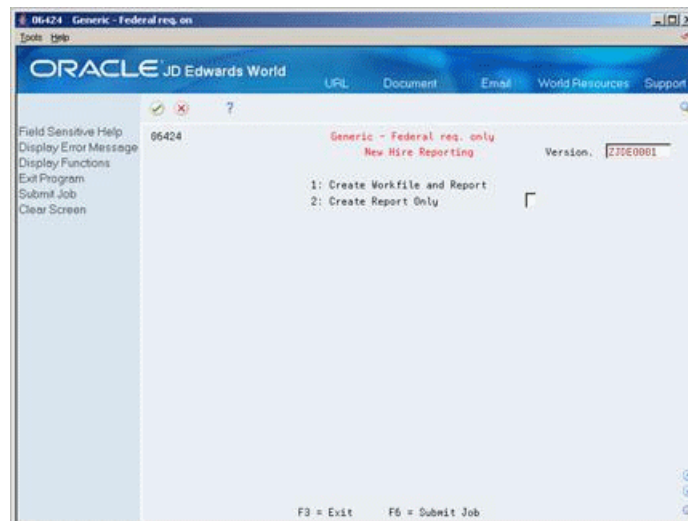 06424 Generic - Federal req. on
Tools Help
ORACLE JD Edwards World
URL Document Email World Resources Support
?
Field Sensitive Help
Display Error Message
Display Functions
Exit Program
Submit Job
Clear Screen
06424 Generic - Federal req. only
New Hire Reporting Version. ZJDE0001
1: Create Workfile and Report
2: Create Report Only
F3 = Exit F6 = Submit Job